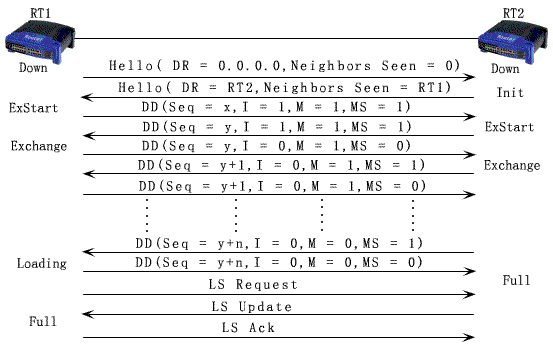 RT1
RT2
Down
Hello( DR = 0.0.0.0,Neighbors Seen = 0)
Down
Hello( DR = RT2,Neighbors Seen = RT1)
Init
ExStart
DD(Seq = x,I = 1,M = 1,MS = 1)
DD(Seq = y,I = 1,M = 1,MS = 1)
ExStart
Exchange
DD(Seq = y,I = 0,M = 1,MS = 0)
DD(Seq = y+1,I = 0,M = 1,MS = 1)
Exchange
DD(Seq = y+1,I = 0,M = 1,MS = 0)
DD(Seq = y+n,I = 0,M = 0,MS = 1)
Loading
DD(Seq = y+n,I = 0,M = 0,MS = 0)
Full
LS Request
LS Update
Full
LS Ack